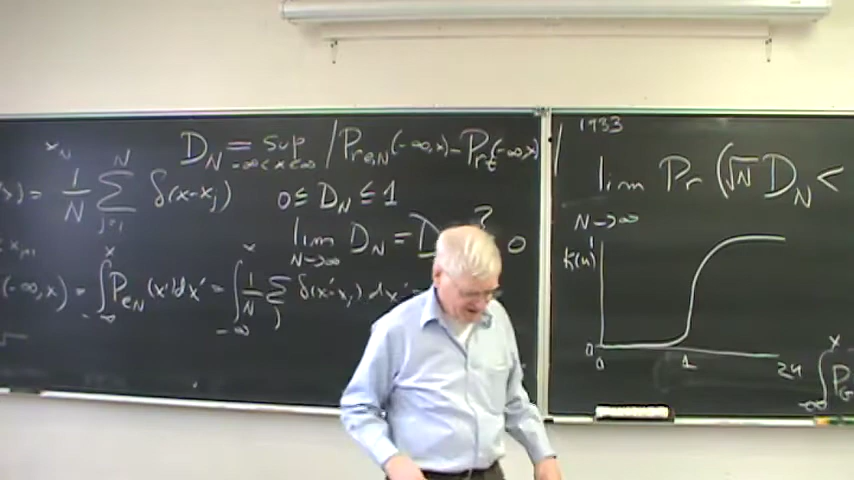 x_N
D_N = sup_{-∞<x<∞} |Pr_{e,N}(-∞,x) - Pr_t(-∞,x)|
x) = 1/N Σ_{j=1}^{N} δ(x-x_j)
0 ≤ D_N ≤ 1
lim_{N→∞} D_N = D ? 0
(-∞,x) = ∫_{-∞}^{x} P_{eN}(x')dx' = ∫_{-∞}^{x} 1/N Σ_j δ(x'-x_j)dx'
1933
lim_{N→∞} Pr(√N D_N <
K(u)
1
0
0 1 2 u
∫_{-∞}^{x} P_G